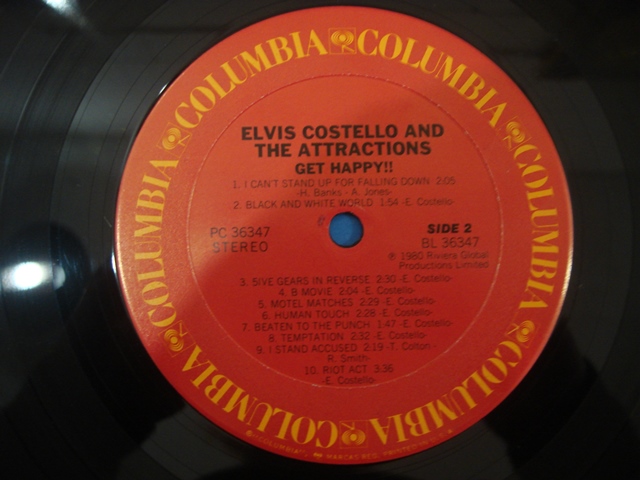 COLUMBIA COLUMBIA COLUMBIA COLUMBIA COLUMBIA COLUMBIA
ELVIS COSTELLO AND
THE ATTRACTIONS
GET HAPPY!!
1. I CAN'T STAND UP FOR FALLING DOWN 2:05
-H. Banks - A. Jones-
2. BLACK AND WHITE WORLD 1:54 -E. Costello-
PC 36347
STEREO
SIDE 2
BL 36347
℗ 1980 Riviera Global
Productions Limited
3. 5IVE GEARS IN REVERSE 2:30 -E. Costello-
4. B MOVIE 2:04 -E. Costello-
5. MOTEL MATCHES 2:29 -E. Costello-
6. HUMAN TOUCH 2:28 -E. Costello-
7. BEATEN TO THE PUNCH 1:47 -E. Costello-
8. TEMPTATION 2:32 -E. Costello-
9. I STAND ACCUSED 2:19 -T. Colton -
R. Smith-
10. RIOT ACT 3:36
-E. Costello-
MARCAS REG.